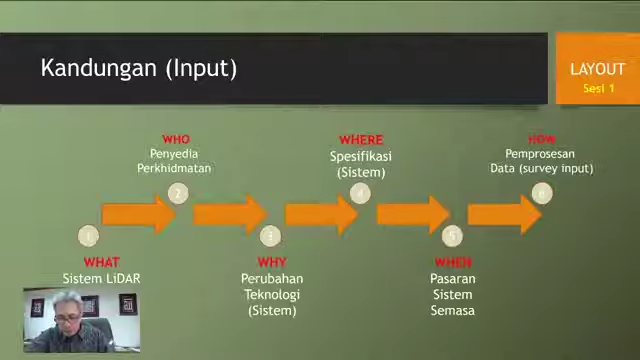 Kandungan (Input)
LAYOUT
Sesi 1
WHO
Penyedia
Perkhidmatan
WHERE
Spesifikasi
(Sistem)
HOW
Pemprosesan
Data (survey input)
2
4
6
1
3
5
WHAT
Sistem LiDAR
WHY
Perubahan
Teknologi
(Sistem)
WHEN
Pasaran
Sistem
Semasa